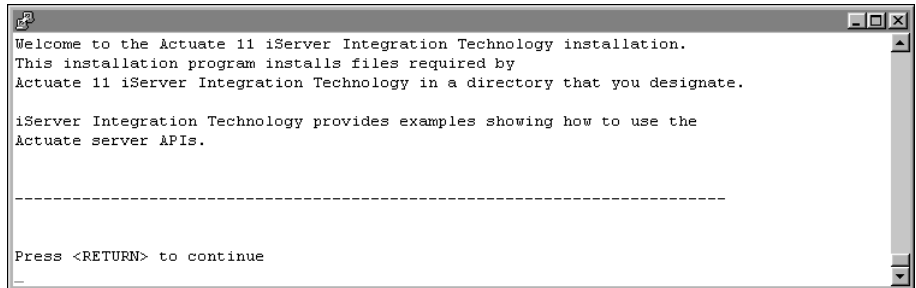 Welcome to the Actuate 11 iServer Integration Technology installation.
This installation program installs files required by
Actuate 11 iServer Integration Technology in a directory that you designate.
iServer Integration Technology provides examples showing how to use the
Actuate server APIs.
--------------------------------------------------------------------------
Press <RETURN> to continue
_